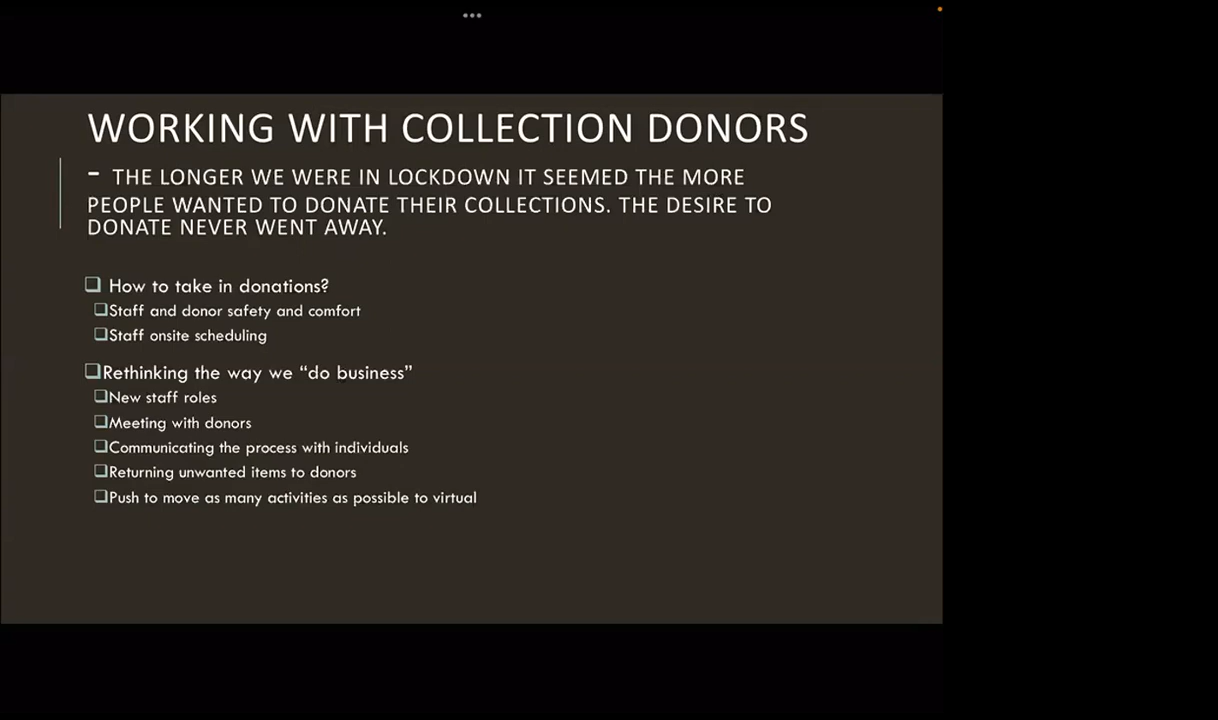 WORKING WITH COLLECTION DONORS
- THE LONGER WE WERE IN LOCKDOWN IT SEEMED THE MORE
PEOPLE WANTED TO DONATE THEIR COLLECTIONS. THE DESIRE TO
DONATE NEVER WENT AWAY.
❑ How to take in donations?
❑Staff and donor safety and comfort
❑Staff onsite scheduling
❑Rethinking the way we “do business”
❑New staff roles
❑Meeting with donors
❑Communicating the process with individuals
❑Returning unwanted items to donors
❑Push to move as many activities as possible to virtual